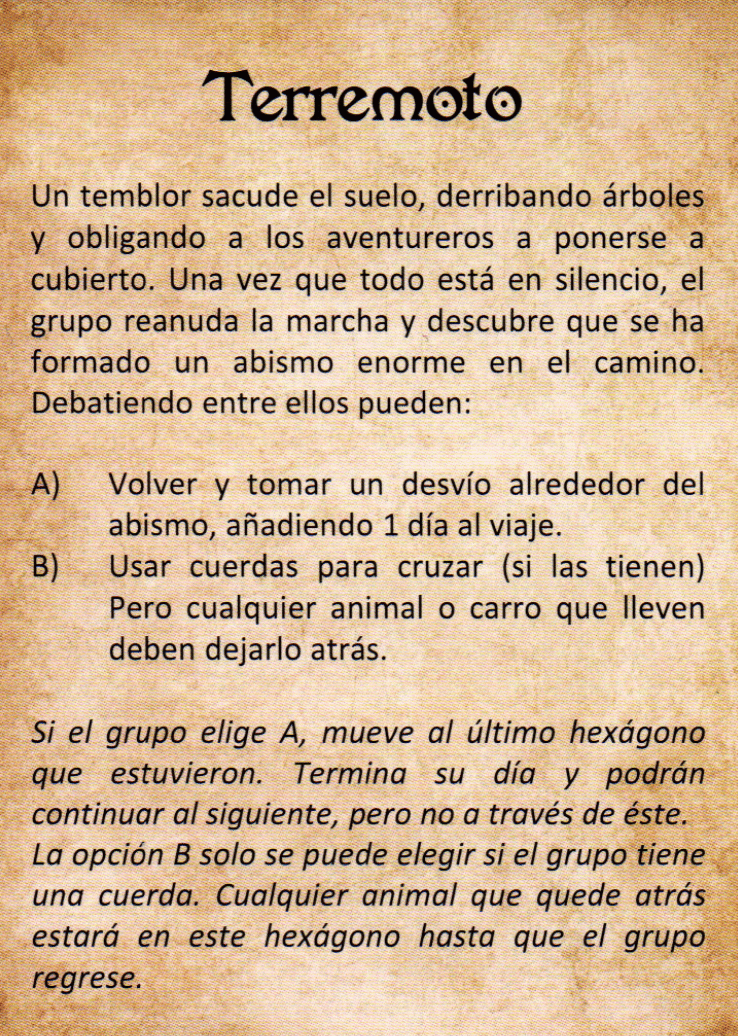 Terremoto
Un temblor sacude el suelo, derribando árboles
y obligando a los aventureros a ponerse a
cubierto. Una vez que todo está en silencio, el
grupo reanuda la marcha y descubre que se ha
formado un abismo enorme en el camino.
Debatiendo entre ellos pueden:
A) Volver y tomar un desvío alrededor del
abismo, añadiendo 1 día al viaje.
B) Usar cuerdas para cruzar (si las tienen)
Pero cualquier animal o carro que lleven
deben dejarlo atrás.
Si el grupo elige A, mueve al último hexágono
que estuvieron. Termina su día y podrán
continuar al siguiente, pero no a través de éste.
La opción B solo se puede elegir si el grupo tiene
una cuerda. Cualquier animal que quede atrás
estará en este hexágono hasta que el grupo
regrese.